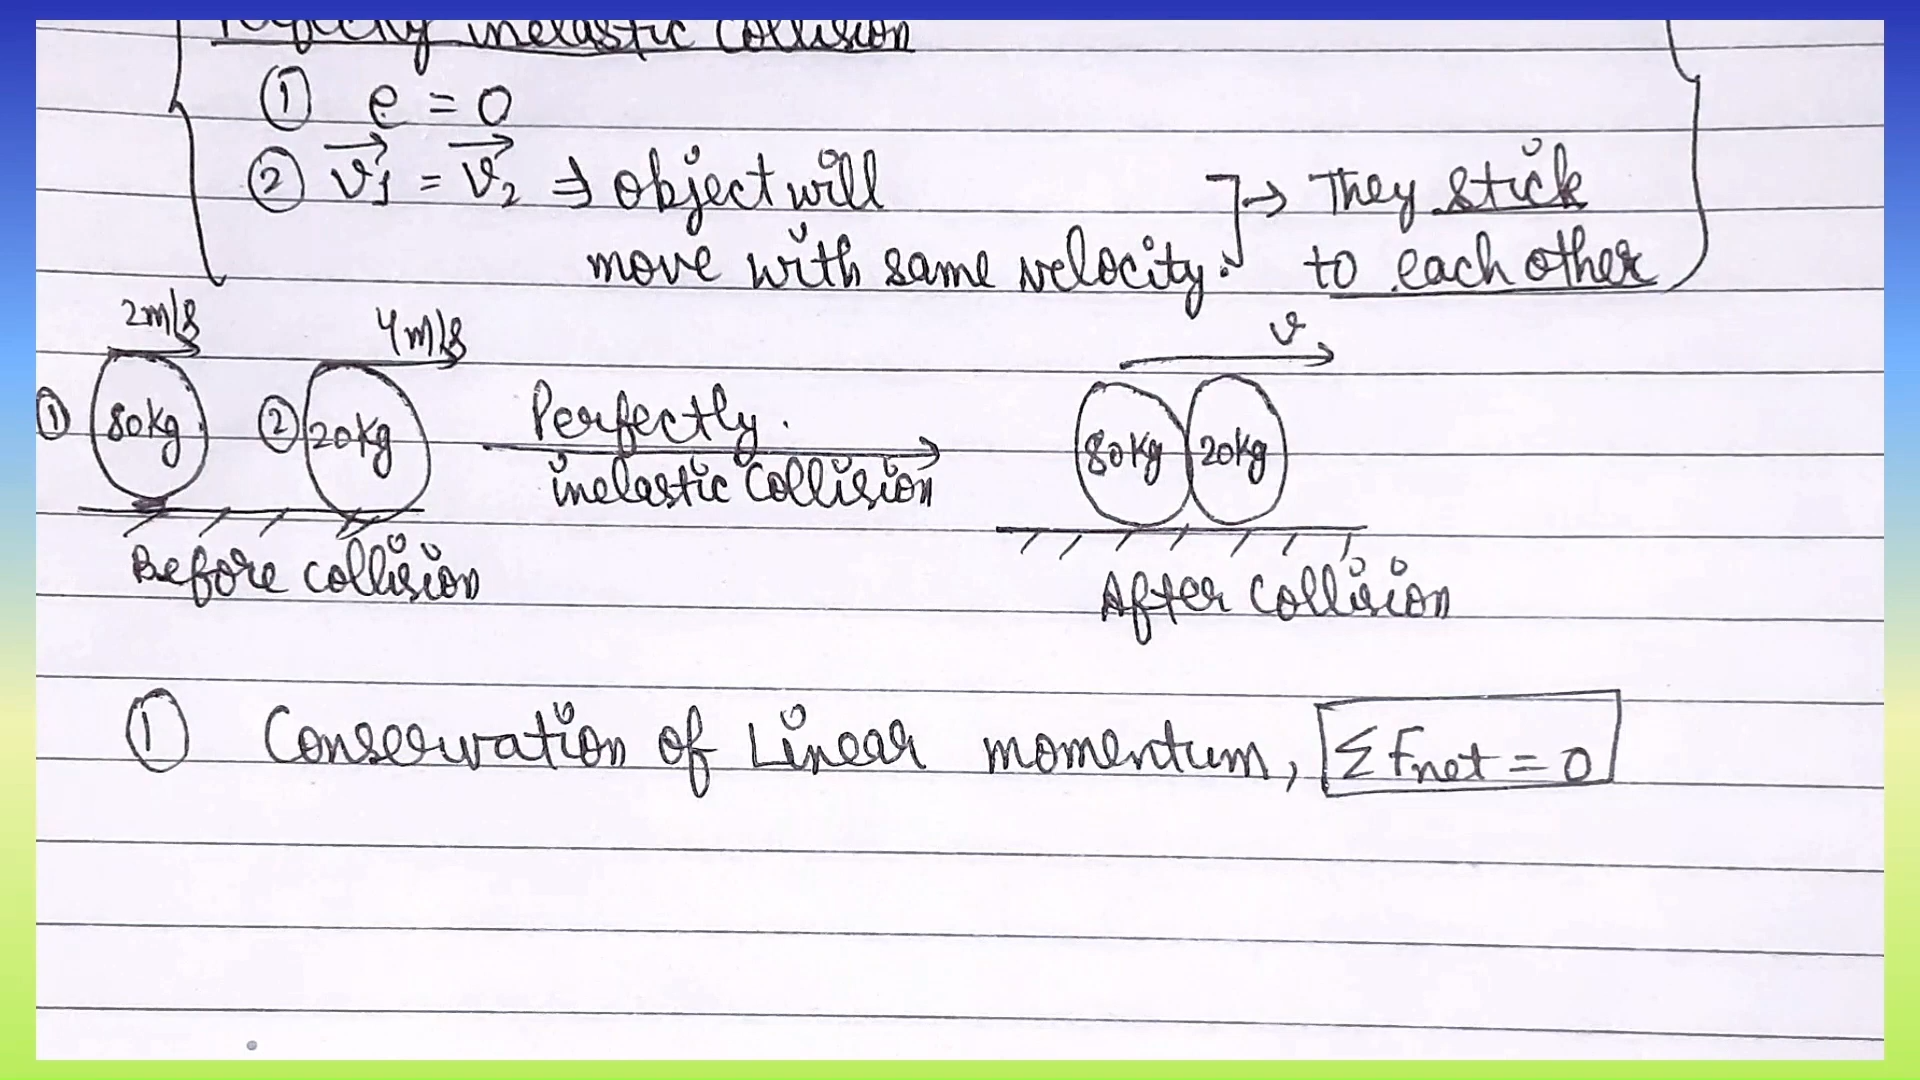 Perfectly inelastic collision
① e = 0
② v₁ = v₂ ⇒ object will
move with same velocity. → They stick
to each other
2m/s 4m/s v
① 80kg ② 20kg Perfectly inelastic collision 80kg 20kg
Before collision After collision
① Conservation of Linear momentum, ΣFnet = 0